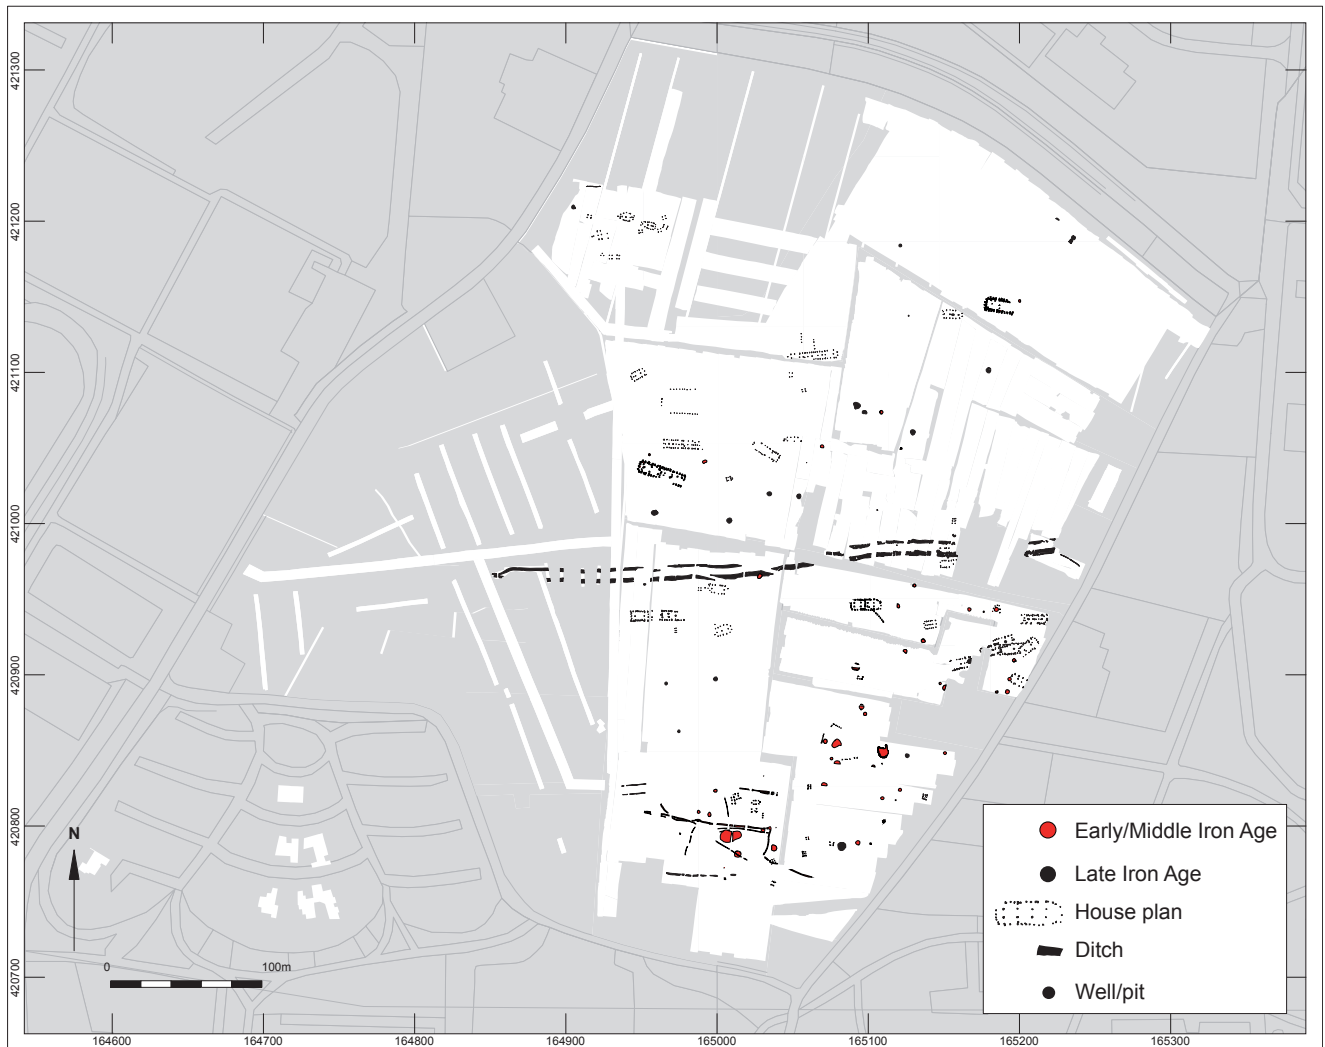 421300
421200
421100
421000
420900
420800
420700
N
0 100m
Early/Middle Iron Age
Late Iron Age
House plan
Ditch
Well/pit
164600 164700 164800 164900 165000 165100 165200 165300